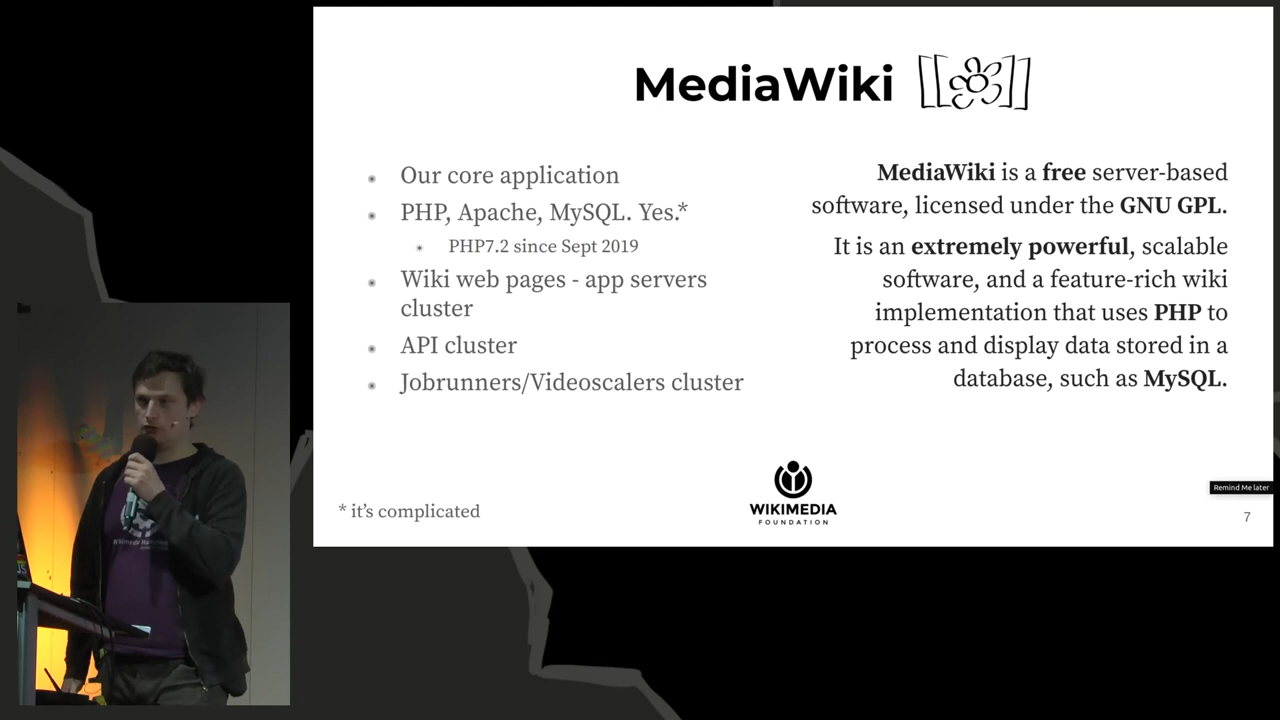 MediaWiki
Our core application
PHP, Apache, MySQL. Yes.*
PHP7.2 since Sept 2019
Wiki web pages - app servers
cluster
API cluster
Jobrunners/Videoscalers cluster
MediaWiki is a free server-based
software, licensed under the GNU GPL.
It is an extremely powerful, scalable
software, and a feature-rich wiki
implementation that uses PHP to
process and display data stored in a
database, such as MySQL.
* it's complicated
WIKIMEDIA
FOUNDATION
Remind Me later
7